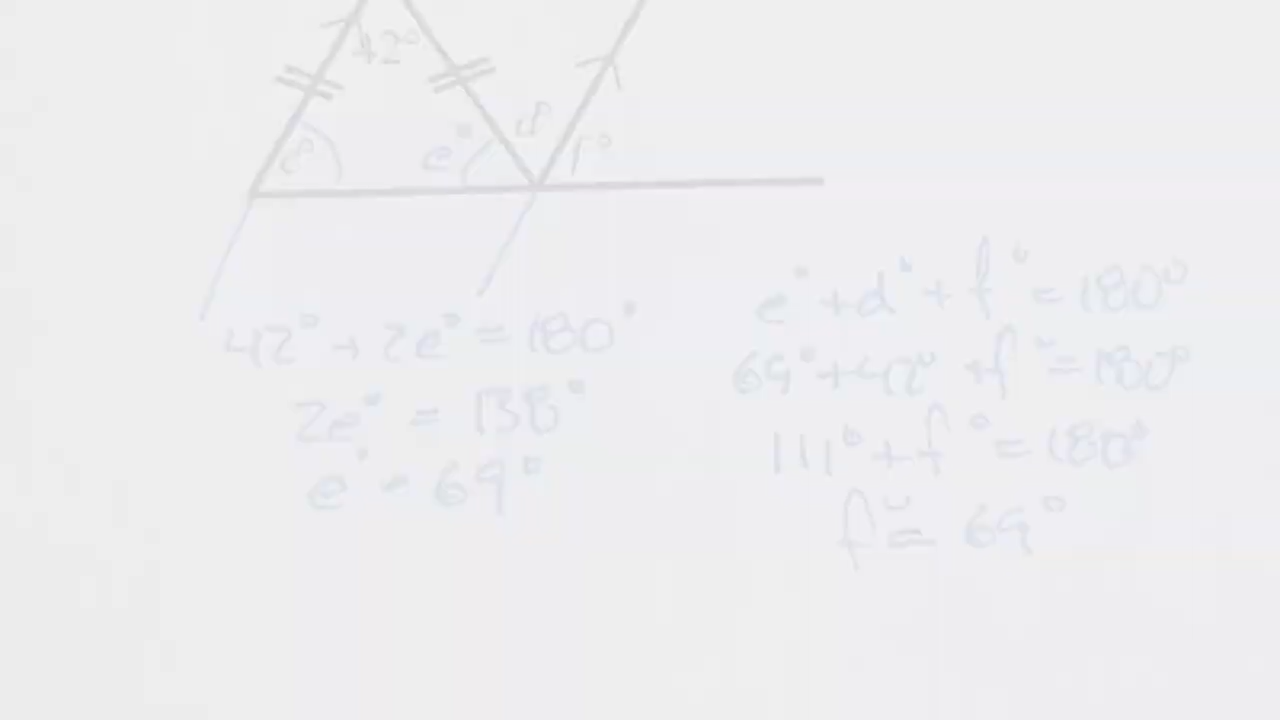 42°
d°
e° e° f°
e° + d° + f° = 180°
42° + 2e° = 180°
69° + 42° + f° = 180°
2e° = 138°
111° + f° = 180°
e° = 69°
f° = 69°